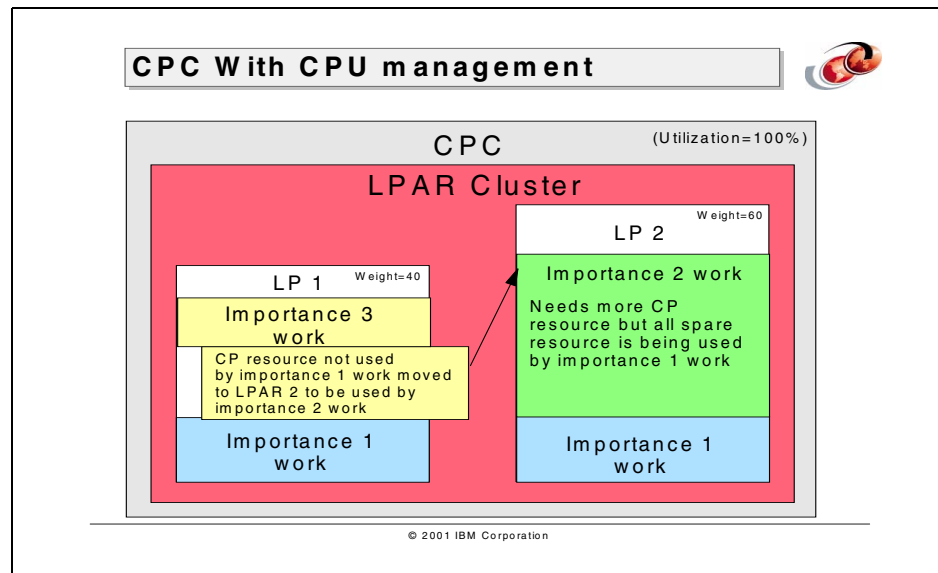 CPC With CPU management
CPC
(Utilization=100%)
LPAR Cluster
Weight=60
LP 2
Weight=40
LP 1
Importance 3
work
CP resource not used
by importance 1 work moved
to LPAR 2 to be used by
importance 2 work
Importance 1
work
Importance 2 work
Needs more CP
resource but all spare
resource is being used
by importance 1 work
Importance 1
work
© 2001 IBM Corporation